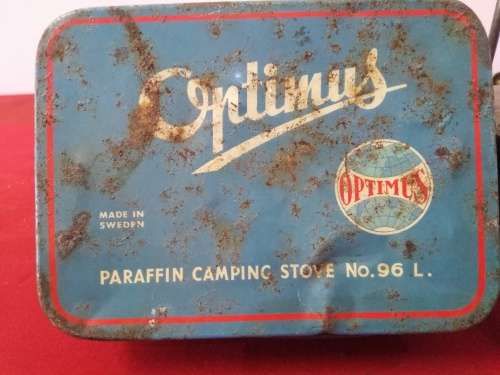 Optimus
OPTIMUS
MADE IN
SWEDEN
PARAFFIN CAMPING STOVE No. 96 L.